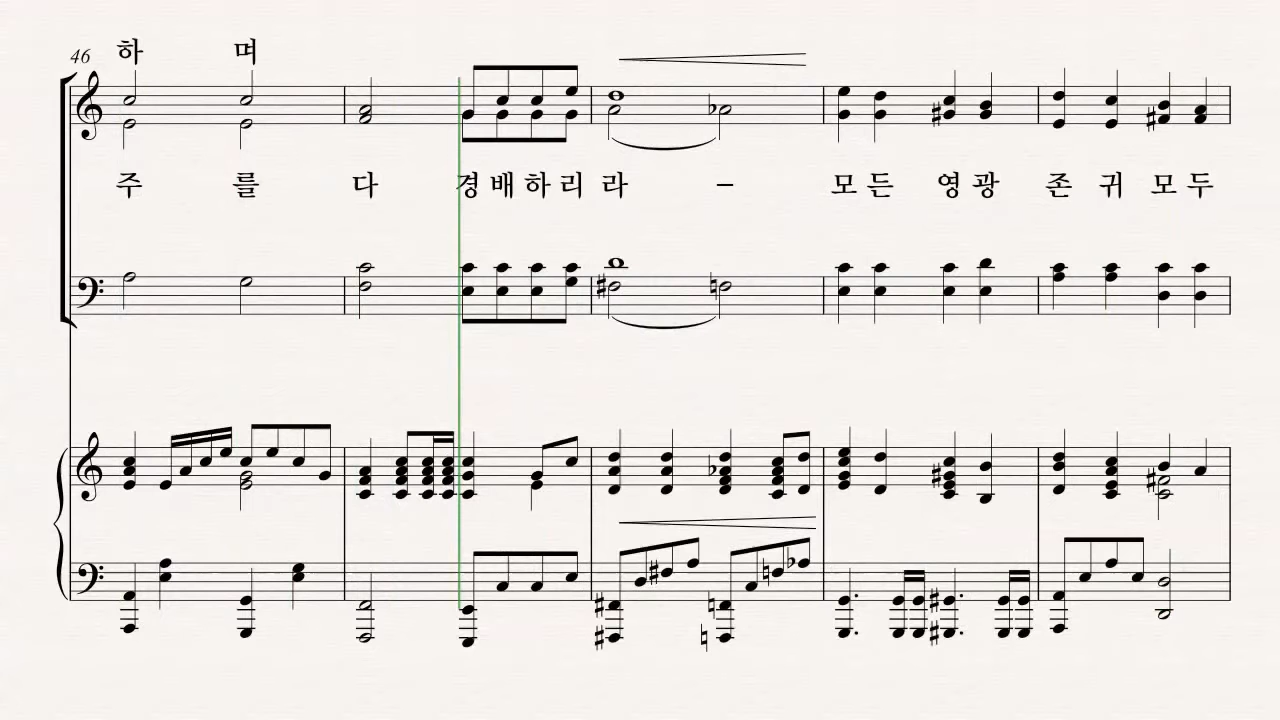 46 하 며
주 를 다 경 배 하 리 라 – 모 든 영 광 존 귀 모 두